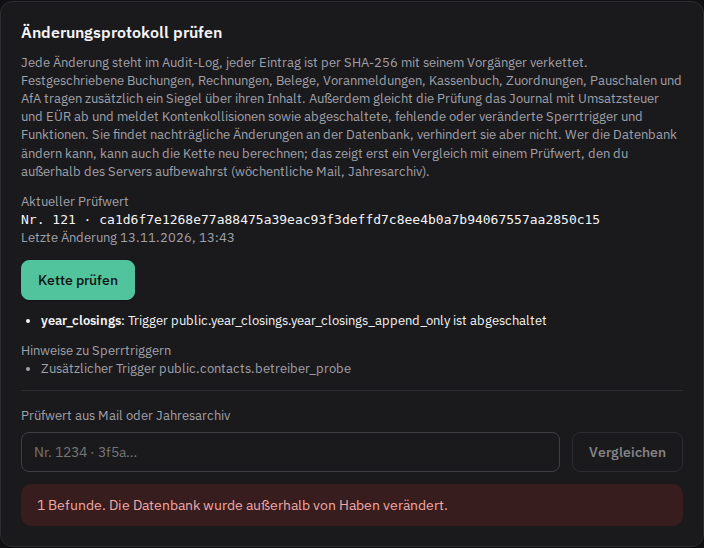 Änderungsprotokoll prüfen
Jede Änderung steht im Audit-Log, jeder Eintrag ist per SHA-256 mit seinem Vorgänger verkettet.
Festgeschriebene Buchungen, Rechnungen, Belege, Voranmeldungen, Kassenbuch, Zuordnungen, Pauschalen und
AfA tragen zusätzlich ein Siegel über ihren Inhalt. Außerdem gleicht die Prüfung das Journal mit Umsatzsteuer
und EÜR ab und meldet Kontenkollisionen sowie abgeschaltete, fehlende oder veränderte Sperrtrigger und
Funktionen. Sie findet nachträgliche Änderungen an der Datenbank, verhindert sie aber nicht. Wer die Datenbank
ändern kann, kann auch die Kette neu berechnen; das zeigt erst ein Vergleich mit einem Prüfwert, den du
außerhalb des Servers aufbewahrst (wöchentliche Mail, Jahresarchiv).
Aktueller Prüfwert
Nr. 121 · ca1d6f7e1268e77a88475a39eac93f3deffd7c8ee4b0a7b94067557aa2850c15
Letzte Änderung 13.11.2026, 13:43
Kette prüfen
• year_closings: Trigger public.year_closings.year_closings_append_only ist abgeschaltet
Hinweise zu Sperrtriggern
• Zusätzlicher Trigger public.contacts.betreiber_probe
Prüfwert aus Mail oder Jahresarchiv
Nr. 1234 · 3f5a…
Vergleichen
1 Befunde. Die Datenbank wurde außerhalb von Haben verändert.